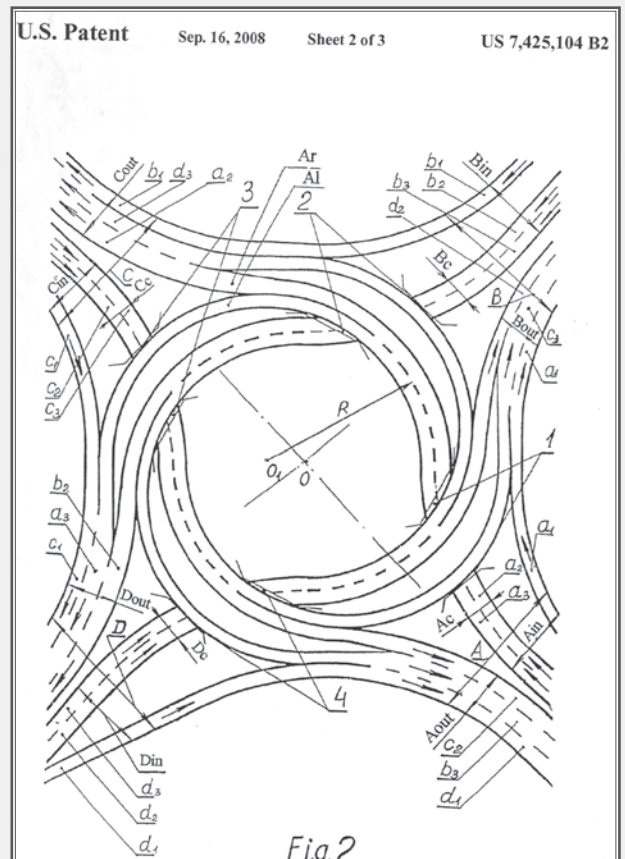 U.S. Patent Sep. 16, 2008 Sheet 2 of 3 US 7,425,104 B2
Cout b1 d3 a2 Ar b1 Bin
3 Al 2 b3 b2
d2
Cin C Cc Bc B
Bout c3
c1 a1
c2
c3
R
1
O1 O
b2
a3 a1
c1 a2
Dout a3
Dc Ac Ain
D A
4
Aout c2
Din b3
d3 d1
d2
d1
Fig.2